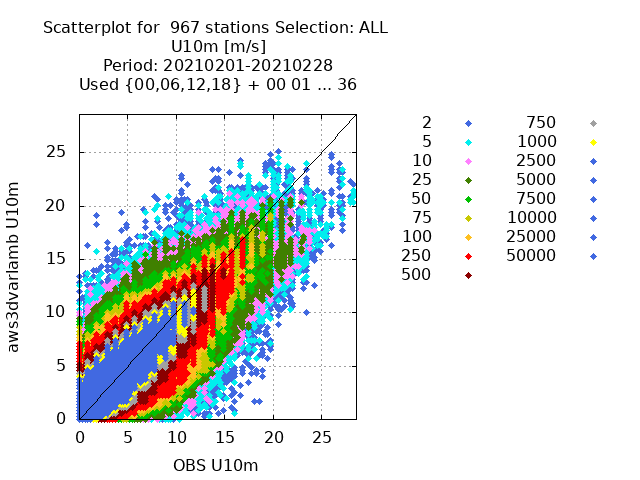 Scatterplot for  967 stations Selection: ALL
U10m [m/s]
Period: 20210201-20210228
Used {00,06,12,18} + 00 01 ... 36
aws3dvarlamb U10m
25
20
15
10
5
0
0 5 10 15 20 25
OBS U10m
2 750
5 1000
10 2500
25 5000
50 7500
75 10000
100 25000
250 50000
500